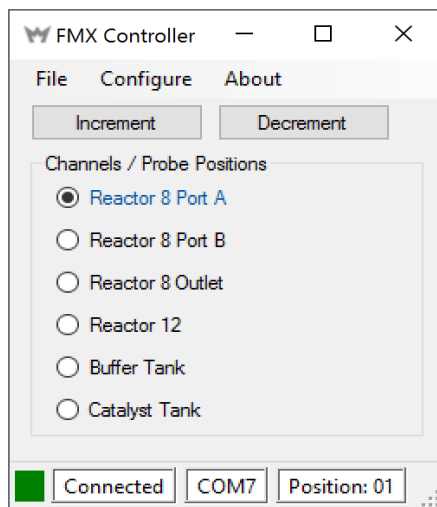 FMX Controller
File Configure About
Increment Decrement
Channels / Probe Positions
Reactor 8 Port A
Reactor 8 Port B
Reactor 8 Outlet
Reactor 12
Buffer Tank
Catalyst Tank
Connected COM7 Position: 01